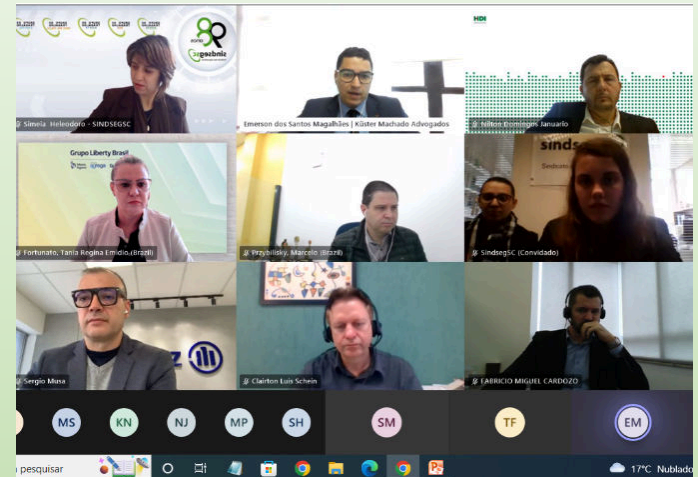 Simeia Heleodoro - SINDSEGSC
Emerson dos Santos Magalhães | Küster Machado Advogados
HDI
Nilton Domingos Januario
Grupo Liberty Brasil
Fortunato, Tania Regina Emidio (Brazil)
Przybilisky, Marcelo (Brazil)
SindsegSC (Convidado)
Sergio Musa
Clairton Luis Schein
FABRICIO MIGUEL CARDOZO
MS
KN
NJ
MP
SH
SM
TF
EM
pesquisar
17°C Nublado